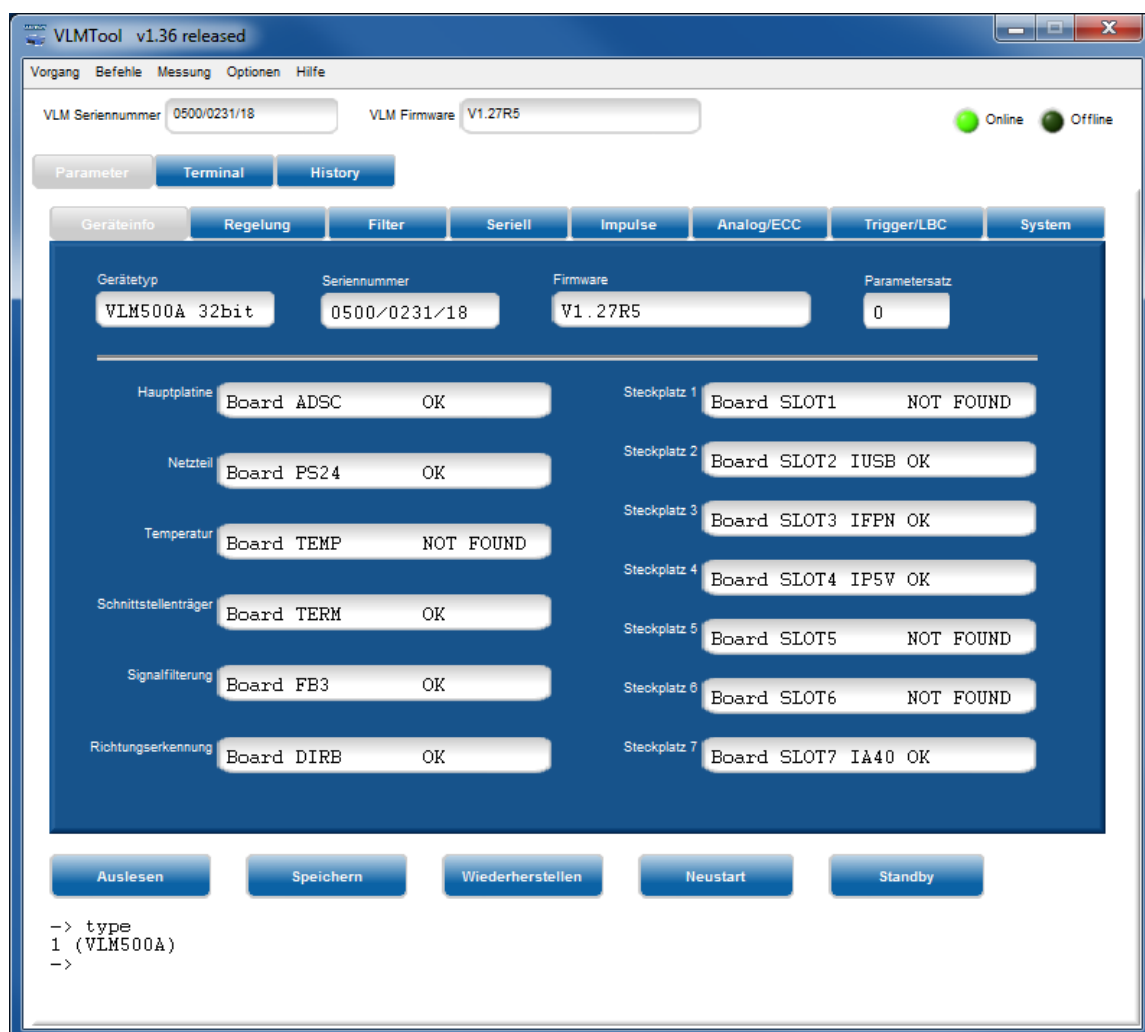 VLMTool v1.36 released
Vorgang Befehle Messung Optionen Hilfe
VLM Seriennummer 0500/0231/18 VLM Firmware V1.27R5 Online Offline
Parameter Terminal History
Geräteinfo Regelung Filter Seriell Impulse Analog/ECC Trigger/LBC System
Gerätetyp Seriennummer Firmware Parametersatz
VLM500A 32bit 0500/0231/18 V1.27R5 0
Hauptplatine Board ADSC OK
Netzteil Board PS24 OK
Temperatur Board TEMP NOT FOUND
Schnittstellenträger Board TERM OK
Signalfilterung Board FB3 OK
Richtungserkennung Board DIRB OK
Steckplatz 1 Board SLOT1 NOT FOUND
Steckplatz 2 Board SLOT2 IUSB OK
Steckplatz 3 Board SLOT3 IFPN OK
Steckplatz 4 Board SLOT4 IP5V OK
Steckplatz 5 Board SLOT5 NOT FOUND
Steckplatz 6 Board SLOT6 NOT FOUND
Steckplatz 7 Board SLOT7 IA40 OK
Auslesen Speichern Wiederherstellen Neustart Standby
-> type
1 (VLM500A)
->